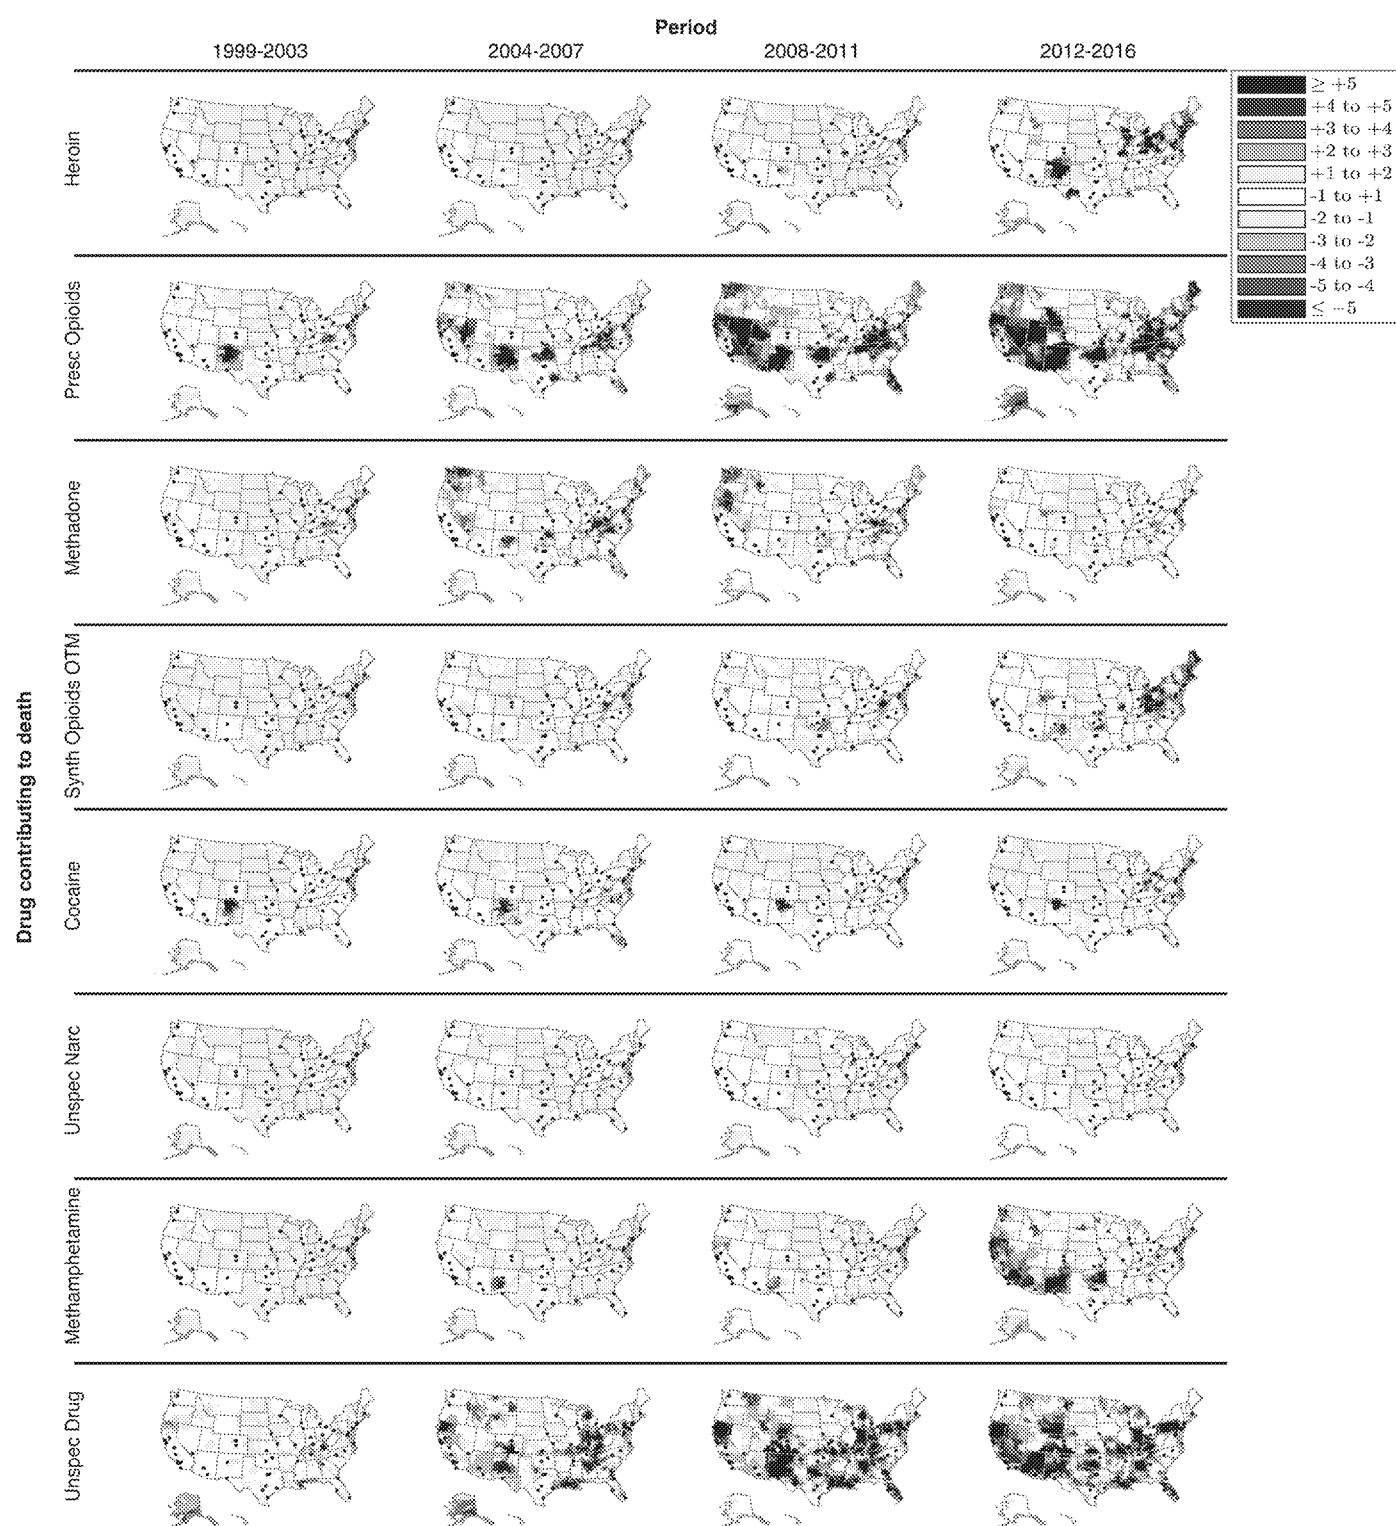 Period
1999-2003 2004-2007 2008-2011 2012-2016
≥ +5
+4 to +5
+3 to +4
+2 to +3
+1 to +2
-1 to +1
-2 to -1
-3 to -2
-4 to -3
-5 to -4
≤ −5
Drug contributing to death
Heroin
Presc Opioids
Methadone
Synth Opioids OTM
Cocaine
Unspec Narc
Methamphetamine
Unspec Drug